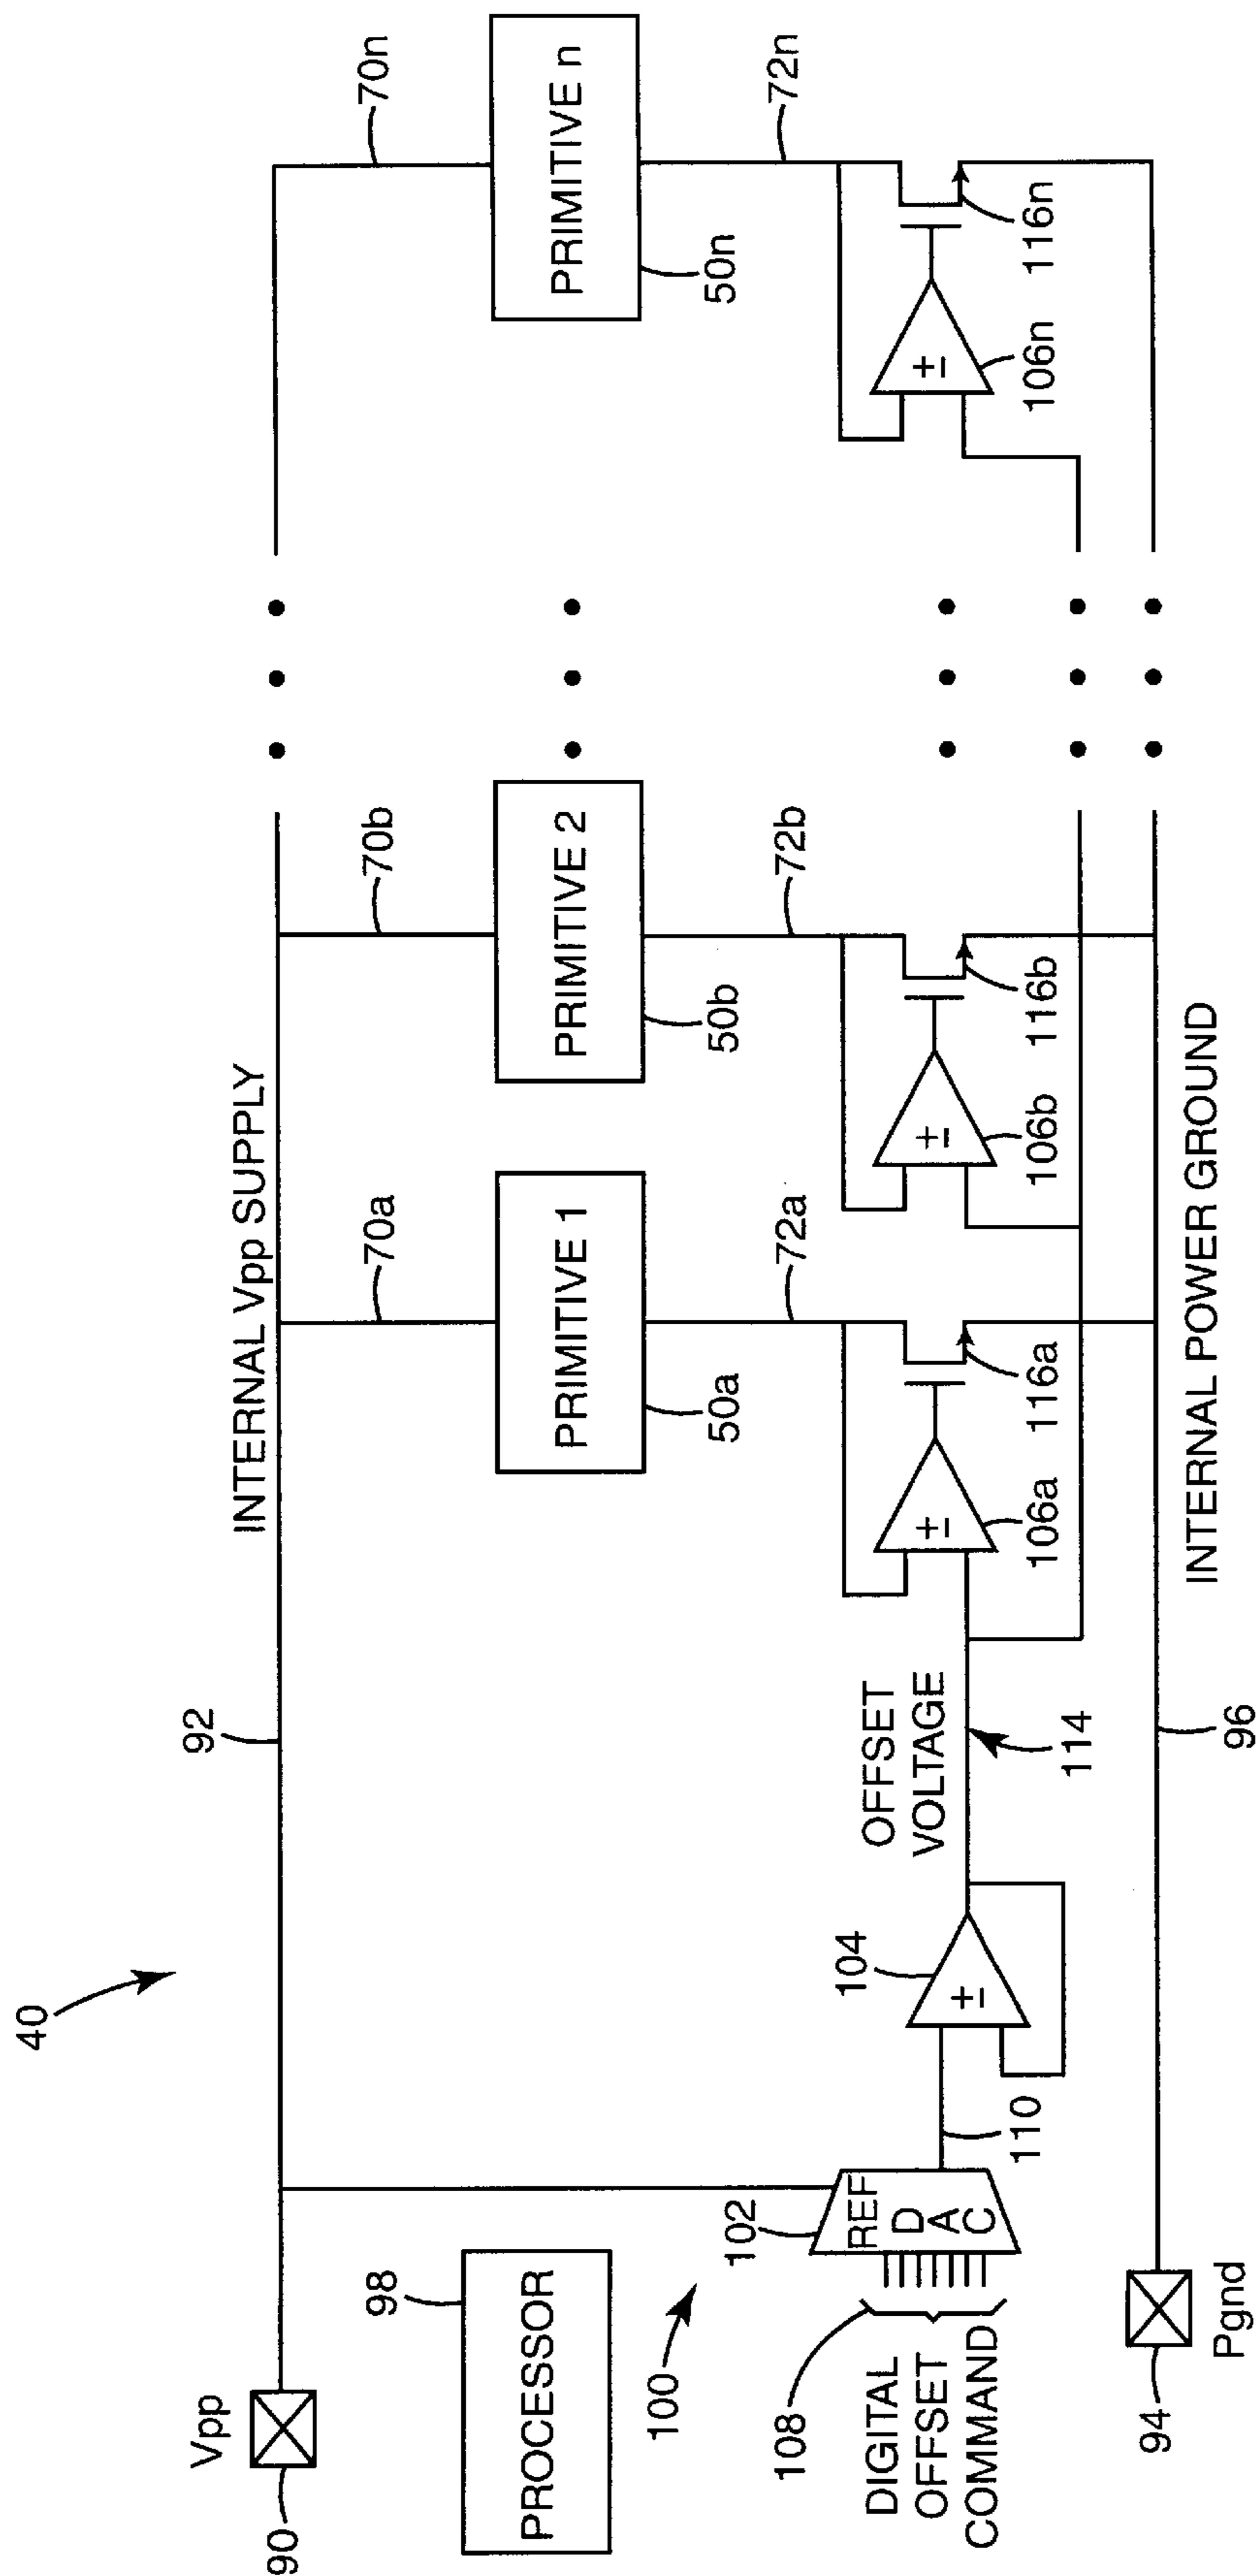 40
Vpp
90
92
INTERNAL Vpp SUPPLY
70a
70b
70n
PROCESSOR
98
PRIMITIVE 1
50a
PRIMITIVE 2
50b
PRIMITIVE n
50n
100
102
REF
DAC
108
DIGITAL
OFFSET
COMMAND
110
104
±
OFFSET
VOLTAGE
114
72a
±
106a
116a
72b
±
106b
116b
72n
±
106n
116n
94
Pgnd
96
INTERNAL POWER GROUND